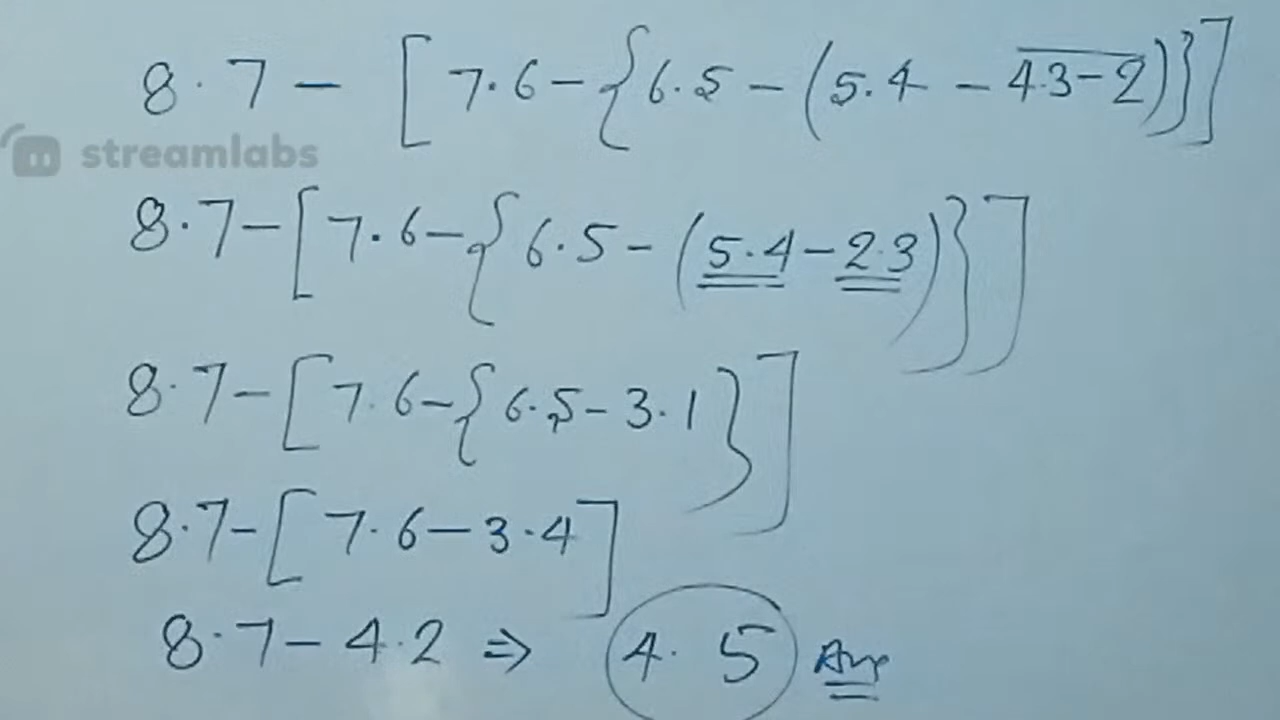 8.7 - [7.6 - {6.5 - (5.4 - 4.3 - 2)}]
streamlabs
8.7 - [7.6 - {6.5 - (5.4 - 2.3)}]
8.7 - [7.6 - {6.5 - 3.1}]
8.7 - [7.6 - 3.4]
8.7 - 4.2 ⇒ 4.5 Ans